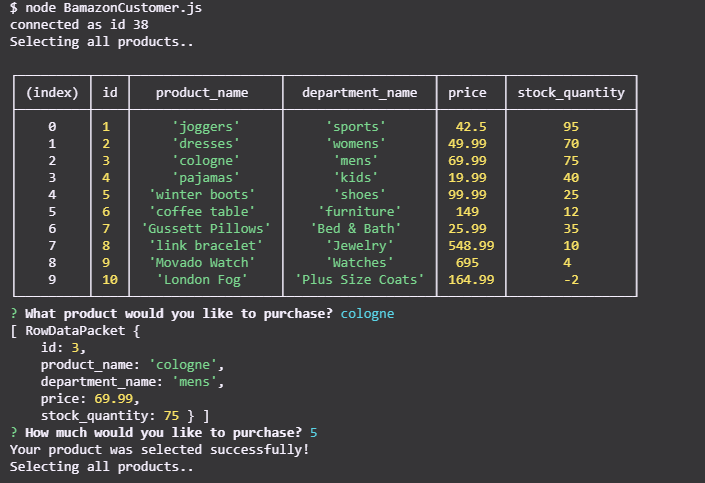 $ node BamazonCustomer.js
connected as id 38
Selecting all products..
(index) id product_name department_name price stock_quantity
0 1 'joggers' 'sports' 42.5 95
1 2 'dresses' 'womens' 49.99 70
2 3 'cologne' 'mens' 69.99 75
3 4 'pajamas' 'kids' 19.99 40
4 5 'winter boots' 'shoes' 99.99 25
5 6 'coffee table' 'furniture' 149 12
6 7 'Gussett Pillows' 'Bed & Bath' 25.99 35
7 8 'link bracelet' 'Jewelry' 548.99 10
8 9 'Movado Watch' 'Watches' 695 4
9 10 'London Fog' 'Plus Size Coats' 164.99 -2
? What product would you like to purchase? cologne
[ RowDataPacket {
id: 3,
product_name: 'cologne',
department_name: 'mens',
price: 69.99,
stock_quantity: 75 } ]
? How much would you like to purchase? 5
Your product was selected successfully!
Selecting all products..